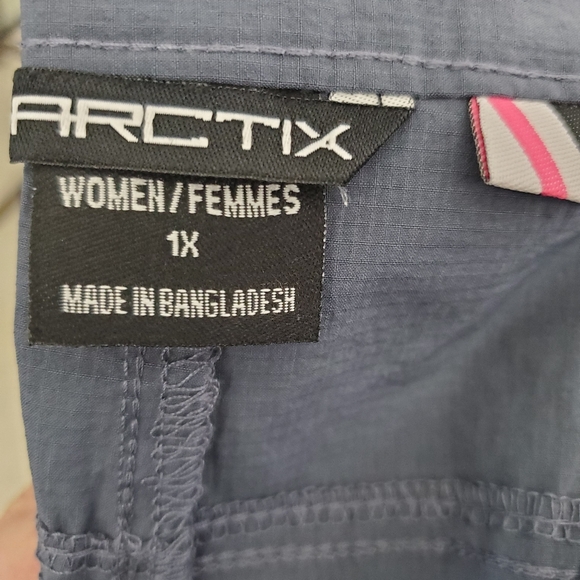 ARCTIX
WOMEN/FEMMES
1X
MADE IN BANGLADESH